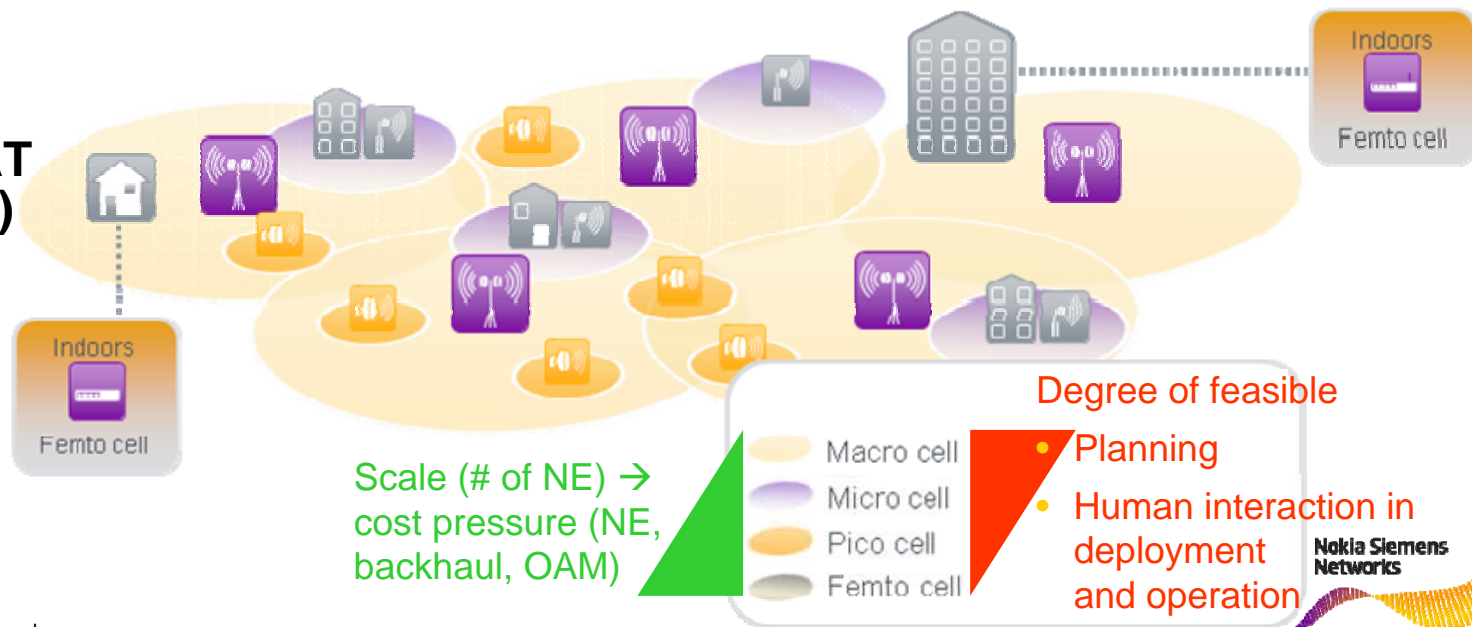 AT
)
Indoors
Femto cell
Indoors
Femto cell
Scale (# of NE) →
cost pressure (NE,
backhaul, OAM)
Macro cell
Micro cell
Pico cell
Femto cell
Degree of feasible
• Planning
• Human interaction in
deployment
and operation
Nokia Siemens
Networks